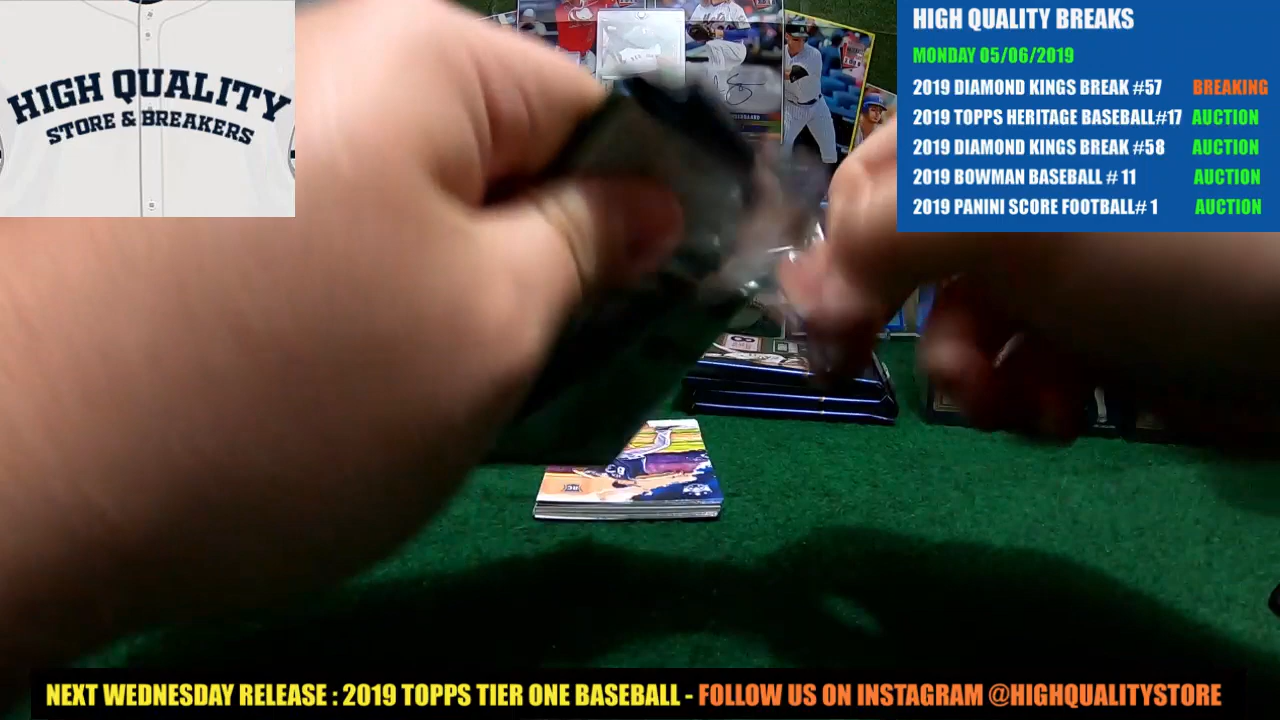 HIGH QUALITY
STORE & BREAKERS
HIGH QUALITY BREAKS
MONDAY 05/06/2019
2019 DIAMOND KINGS BREAK #57 BREAKING
2019 TOPPS HERITAGE BASEBALL#17 AUCTION
2019 DIAMOND KINGS BREAK #58 AUCTION
2019 BOWMAN BASEBALL # 11 AUCTION
2019 PANINI SCORE FOOTBALL# 1 AUCTION
NEXT WEDNESDAY RELEASE : 2019 TOPPS TIER ONE BASEBALL - FOLLOW US ON INSTAGRAM @HIGHQUALITYSTORE